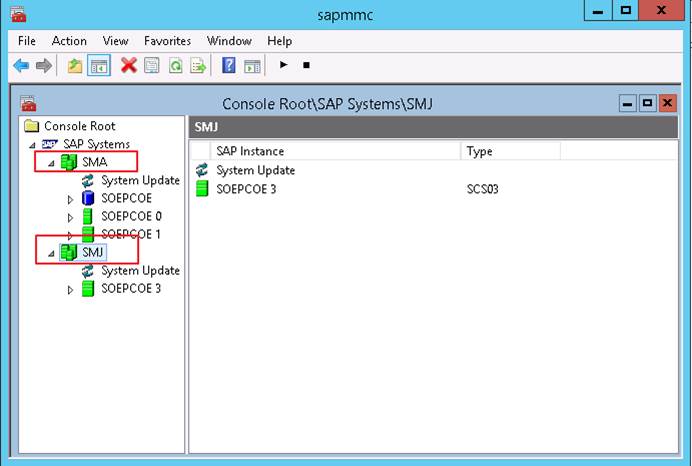 sapmmc
File Action View Favorites Window Help
Console Root\SAP Systems\SMJ
Console Root
SAP Systems
SMA
System Update
SOEPCOE
SOEPCOE 0
SOEPCOE 1
SMJ
System Update
SOEPCOE 3
SMJ
SAP Instance Type
System Update
SOEPCOE 3 SCS03